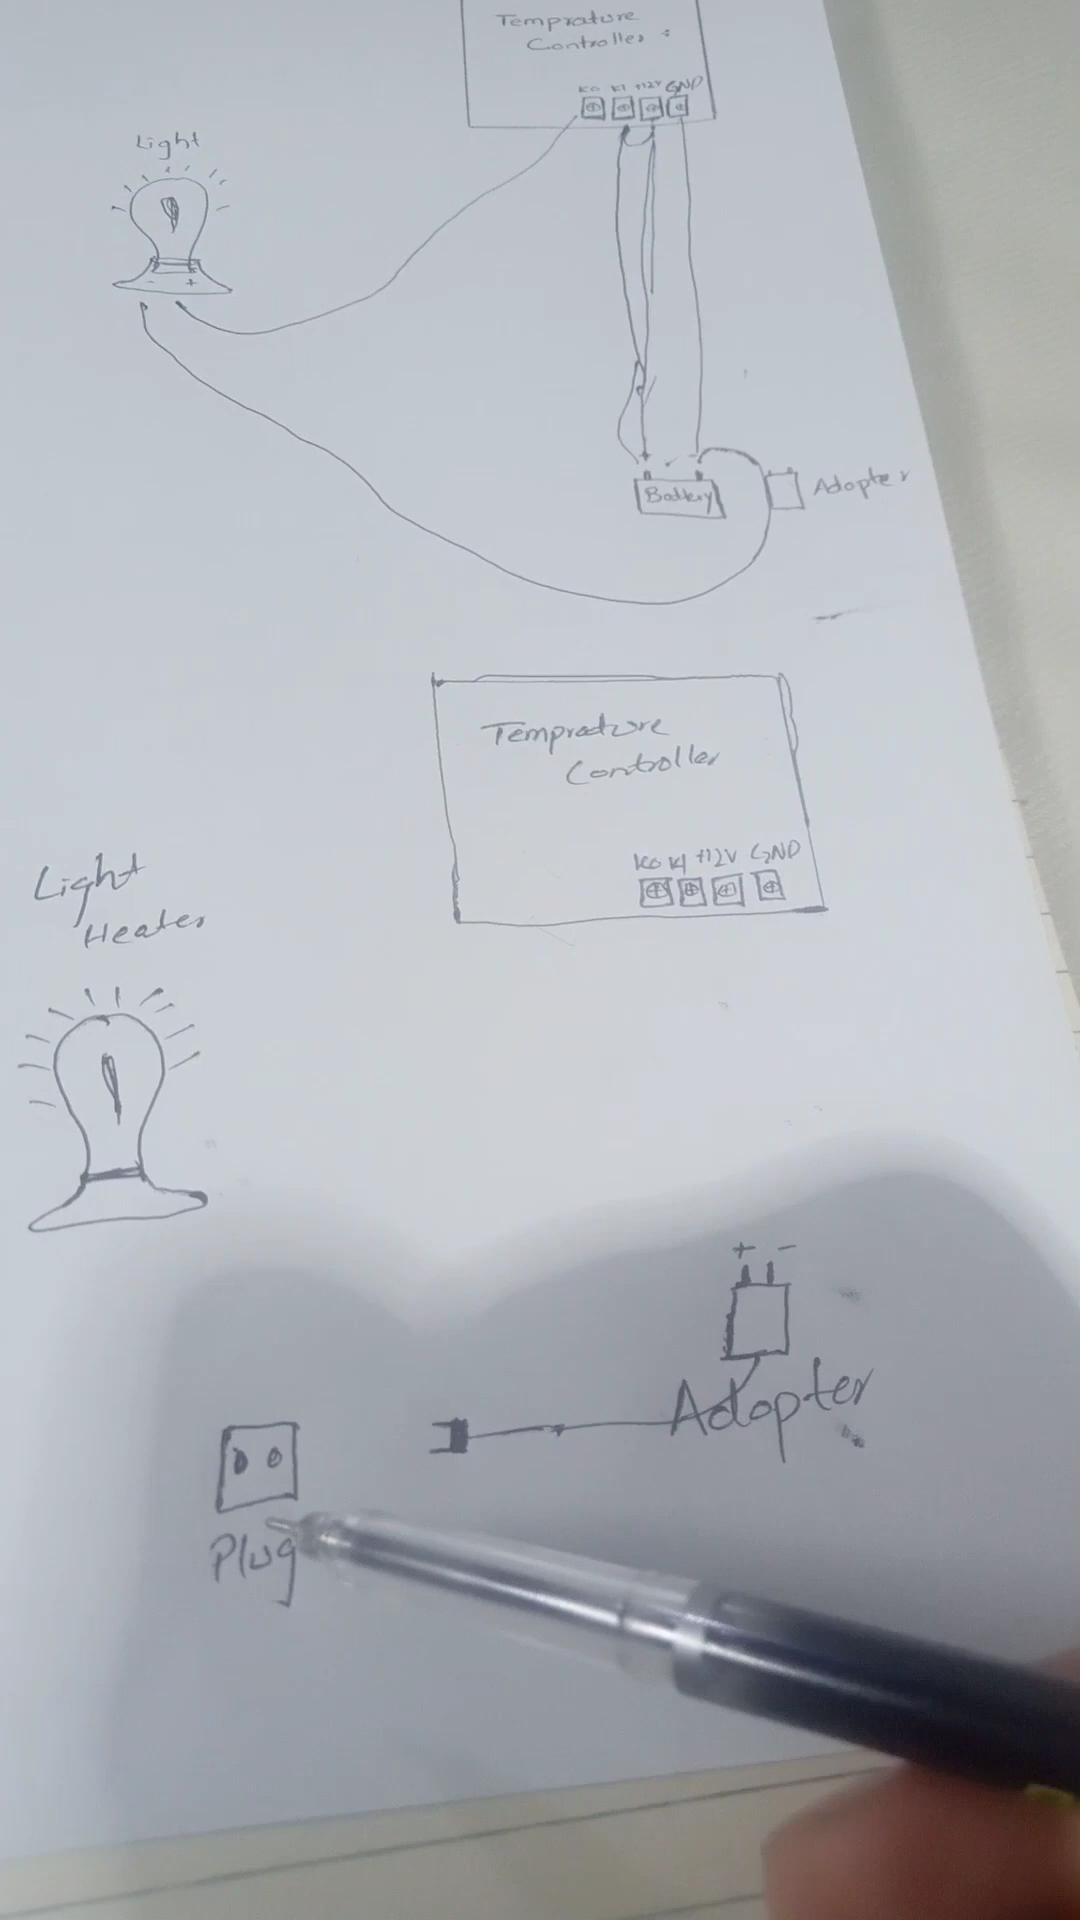 Temprature
Controller :
K0 K1 +12V GND
Light
- +
+ -
Battery
Adopter
Temprature
Controller
K0 K1 +12V GND
Light
Heater
+ -
Adopter
Plug